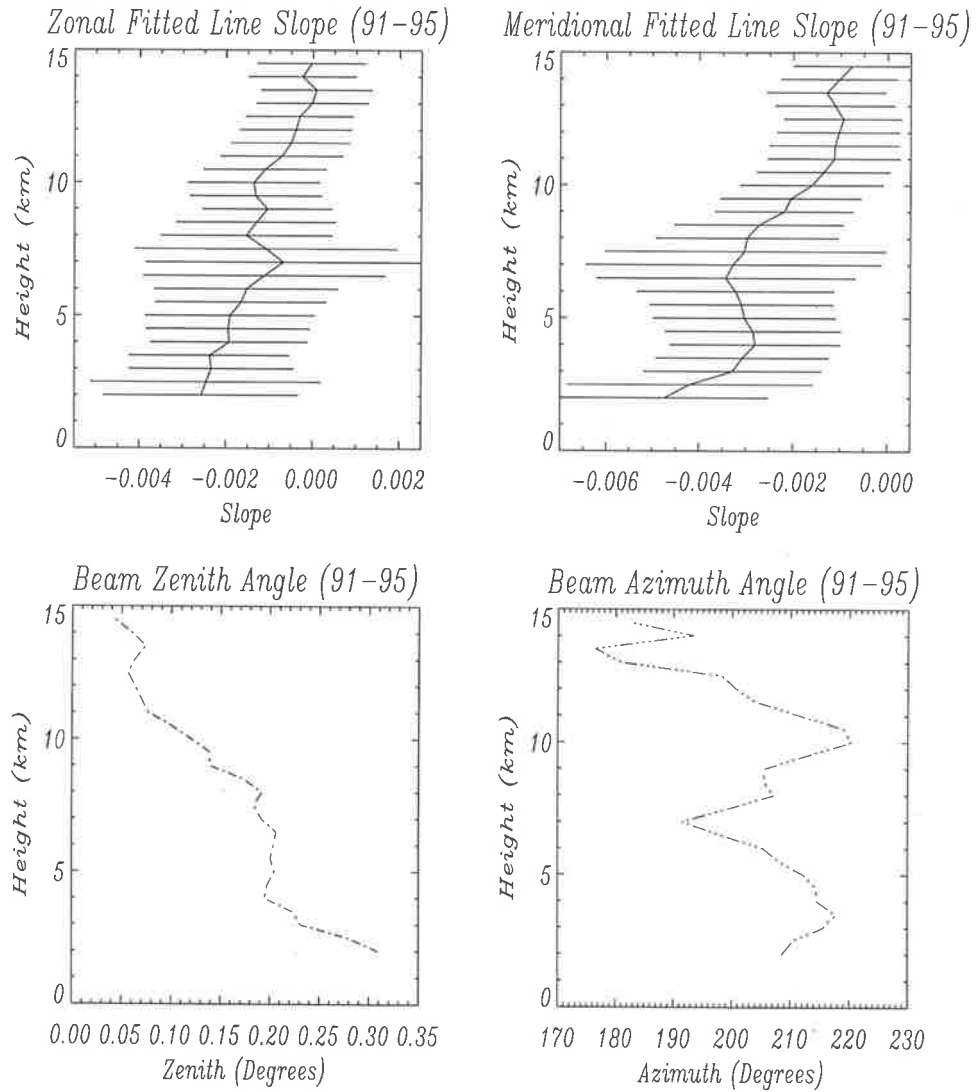 Zonal Fitted Line Slope (91-95)
15
10
5
0
Height (km)
-0.004 -0.002 0.000 0.002
Slope
Meridional Fitted Line Slope (91-95)
15
10
5
0
Height (km)
-0.006 -0.004 -0.002 0.000
Slope
Beam Zenith Angle (91-95)
15
10
5
0
Height (km)
0.00 0.05 0.10 0.15 0.20 0.25 0.30 0.35
Zenith (Degrees)
Beam Azimuth Angle (91-95)
15
10
5
0
Height (km)
170 180 190 200 210 220 230
Azimuth (Degrees)